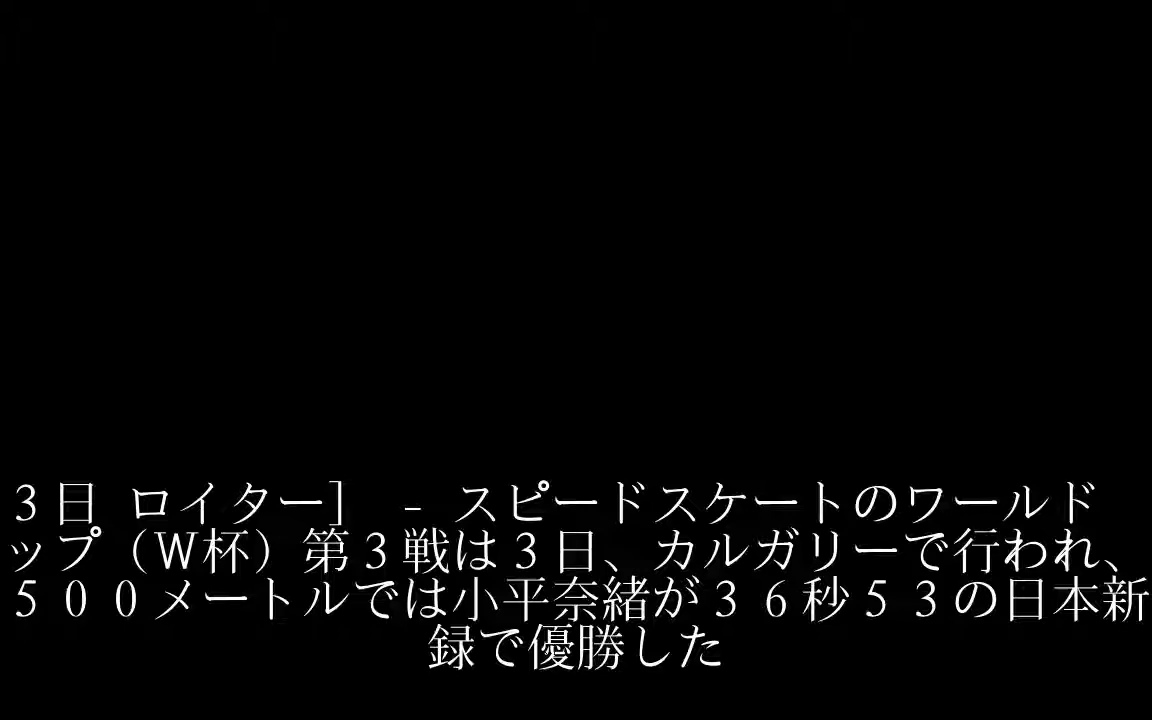 ３日 ロイター］ － スピードスケートのワールド
ップ（Ｗ杯）第３戦は３日、カルガリーで行われ、
５００メートルでは小平奈緒が３６秒５３の日本新
録で優勝した